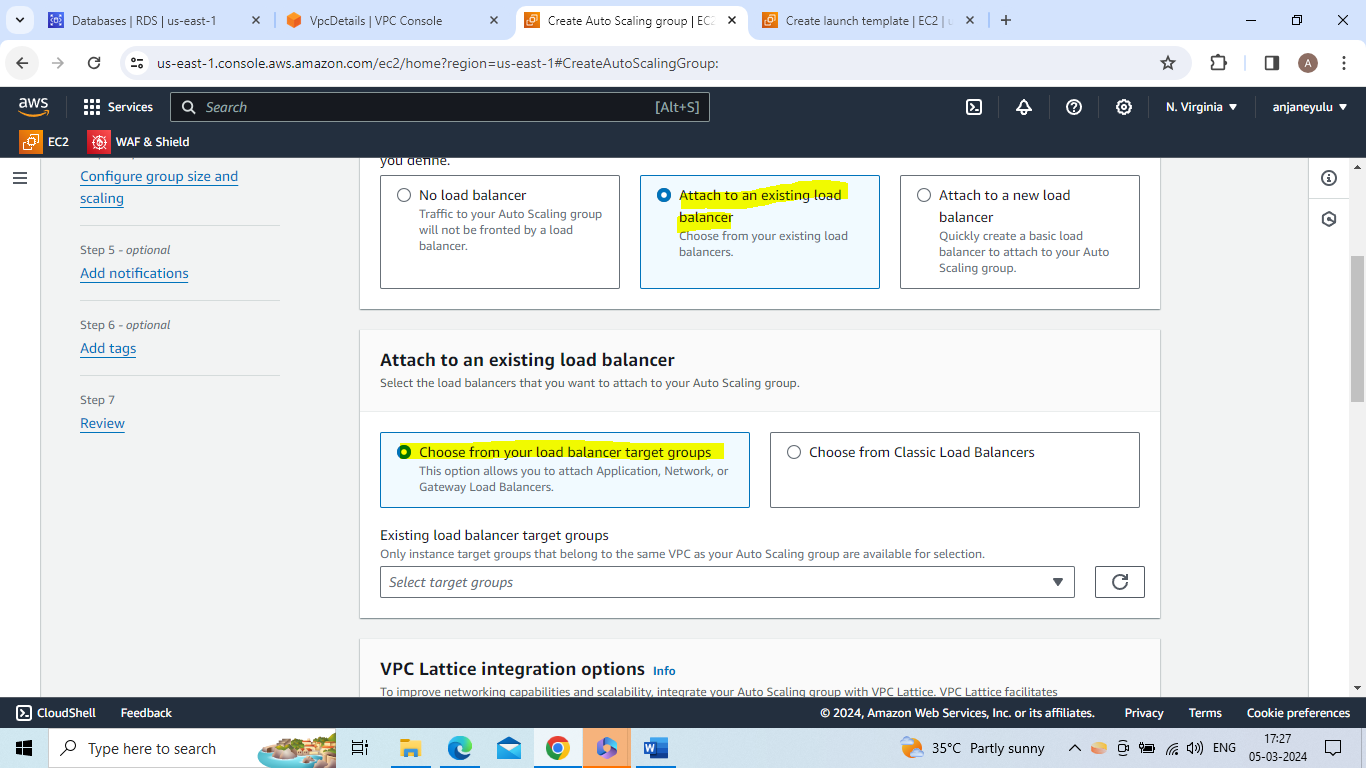 Databases | RDS | us-east-1
VpcDetails | VPC Console
Create Auto Scaling group | EC2
Create launch template | EC2 | u
us-east-1.console.aws.amazon.com/ec2/home?region=us-east-1#CreateAutoScalingGroup:
A
aws
Services
Search
[Alt+S]
N. Virginia
anjaneyulu
EC2
WAF & Shield
you define.
Configure group size and
scaling
Step 5 - optional
Add notifications
Step 6 - optional
Add tags
Step 7
Review
No load balancer
Traffic to your Auto Scaling group
will not be fronted by a load
balancer.
Attach to an existing load
balancer
Choose from your existing load
balancers.
Attach to a new load
balancer
Quickly create a basic load
balancer to attach to your Auto
Scaling group.
Attach to an existing load balancer
Select the load balancers that you want to attach to your Auto Scaling group.
Choose from your load balancer target groups
This option allows you to attach Application, Network, or
Gateway Load Balancers.
Choose from Classic Load Balancers
Existing load balancer target groups
Only instance target groups that belong to the same VPC as your Auto Scaling group are available for selection.
Select target groups
VPC Lattice integration options
Info
To improve networking capabilities and scalability, integrate your Auto Scaling group with VPC Lattice. VPC Lattice facilitates
CloudShell
Feedback
© 2024, Amazon Web Services, Inc. or its affiliates.
Privacy
Terms
Cookie preferences
Type here to search
35°C Partly sunny
ENG
17:27
05-03-2024